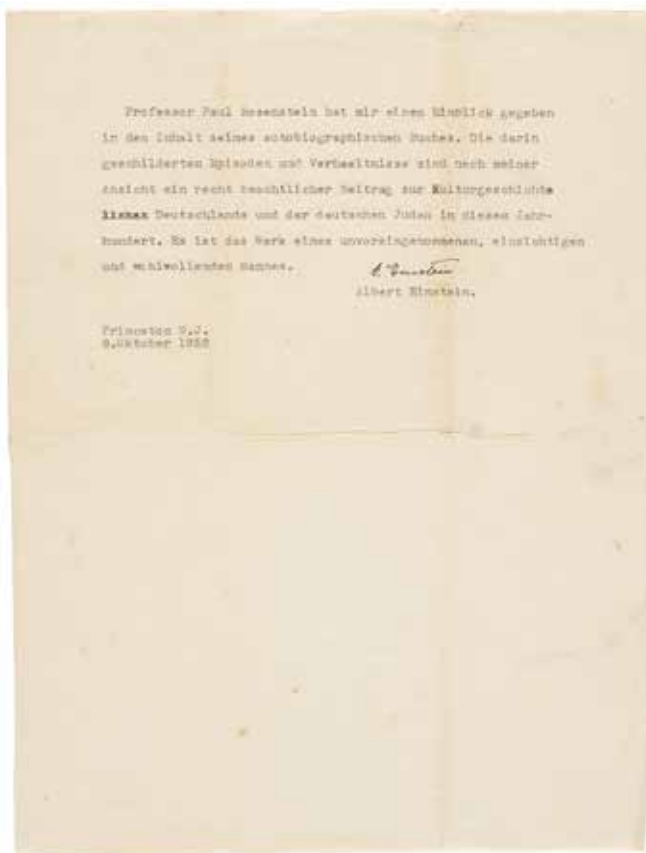 Professor Paul Rosenstein hat mir einen Einblick gegeben
in den Inhalt seines autobiographischen Buches. Die darin
geschilderten Episoden und Verhaeltnisse sind nach meiner
Ansicht ein recht beachtlicher Beitrag zur Kulturgeschichte
Deutschlands und der deutschen Juden in diesem Jahr-
hundert. Es ist das Werk eines unvoreingenommenen, einsichtigen
und wohlwollenden Mannes.
A. Einstein
Albert Einstein.
Princeton N.J.
Oktober